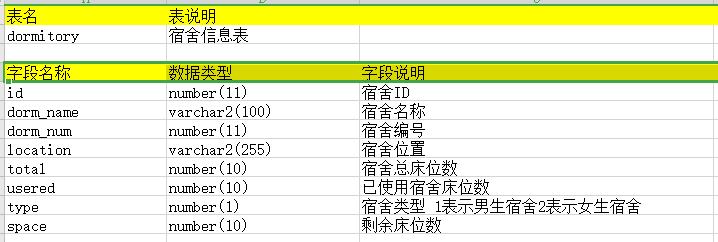 表名 表说明
dormitory 宿舍信息表
字段名称 数据类型 字段说明
id number(11) 宿舍ID
dorm_name varchar2(100) 宿舍名称
dorm_num number(11) 宿舍编号
location varchar2(255) 宿舍位置
total number(10) 宿舍总床位数
usered number(10) 已使用宿舍床位数
type number(1) 宿舍类型 1表示男生宿舍2表示女生宿舍
space number(10) 剩余床位数